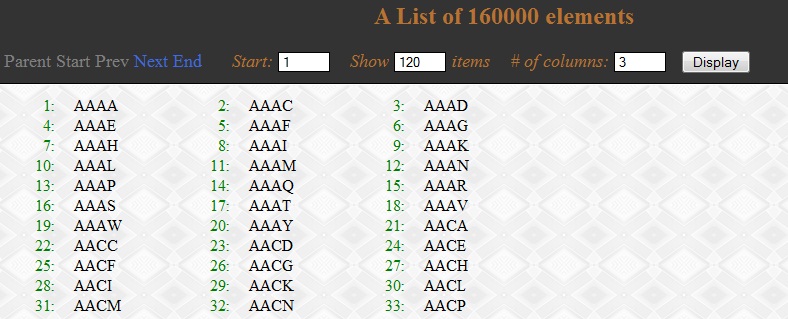 A List of 160000 elements
Parent Start Prev Next End Start: 1 Show 120 items # of columns: 3 Display
1: AAAA 2: AAAC 3: AAAD
4: AAAE 5: AAAF 6: AAAG
7: AAAH 8: AAAI 9: AAAK
10: AAAL 11: AAAM 12: AAAN
13: AAAP 14: AAAQ 15: AAAR
16: AAAS 17: AAAT 18: AAAV
19: AAAW 20: AAAY 21: AACA
22: AACC 23: AACD 24: AACE
25: AACF 26: AACG 27: AACH
28: AACI 29: AACK 30: AACL
31: AACM 32: AACN 33: AACP